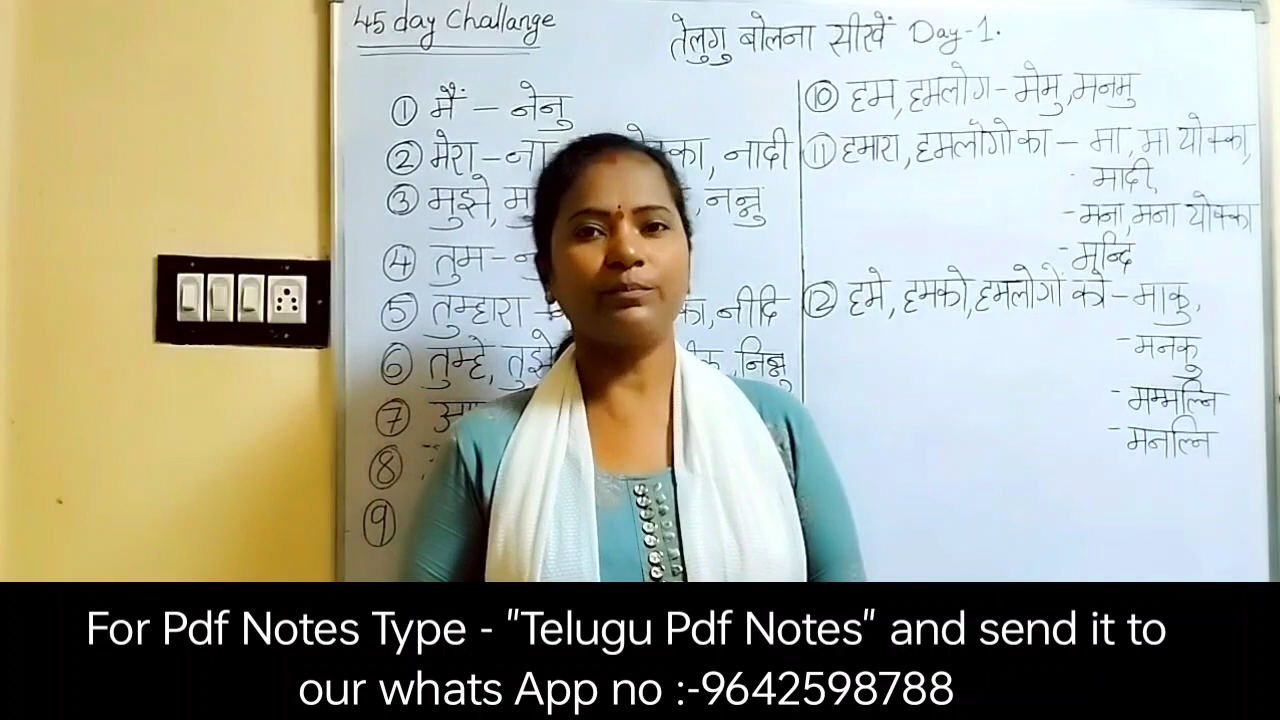 45 day Challange
तेलुगु बोलना सीखें Day-1.
① मैं – नेनु
② मेरा – ना का, नादी
③ मुझे, , नन्नु
④ तुम –
⑤ तुम्हारा – का, नीदि
⑥ तुम्हे, तुझे , निन्नु
⑦
⑧
⑨
⑩ हम, हमलोग – मेमु, मनमु
⑪ हमारा, हमलोगो का – मा, मा योक्का,
- मादी,
- मना, मना योक्का
- मन्दि
⑫ हमे, हमको, हमलोगों को – माकु,
- मनकु
- मम्मल्नि
- मनल्नि
For Pdf Notes Type - "Telugu Pdf Notes" and send it to
our whats App no :-9642598788